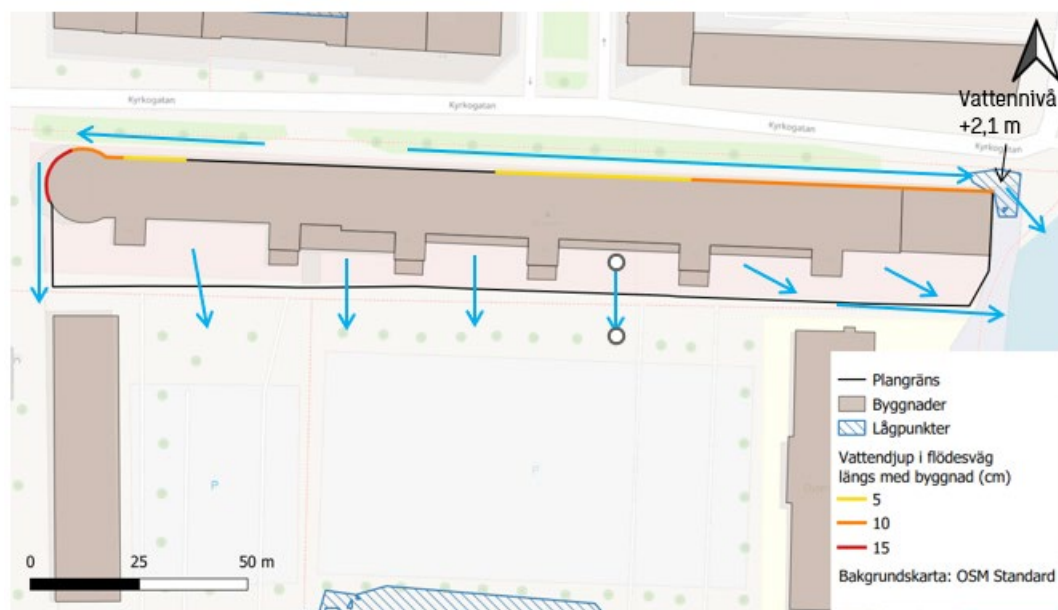 Kyrkogatan
Kyrkogatan
Kyrkogatan
Vattennivå
+2,1 m
P
P
Plangräns
Byggnader
Lågpunkter
Vattendjup i flödesväg
längs med byggnad (cm)
5
10
15
Bakgrundskarta: OSM Standard
0 25 50 m